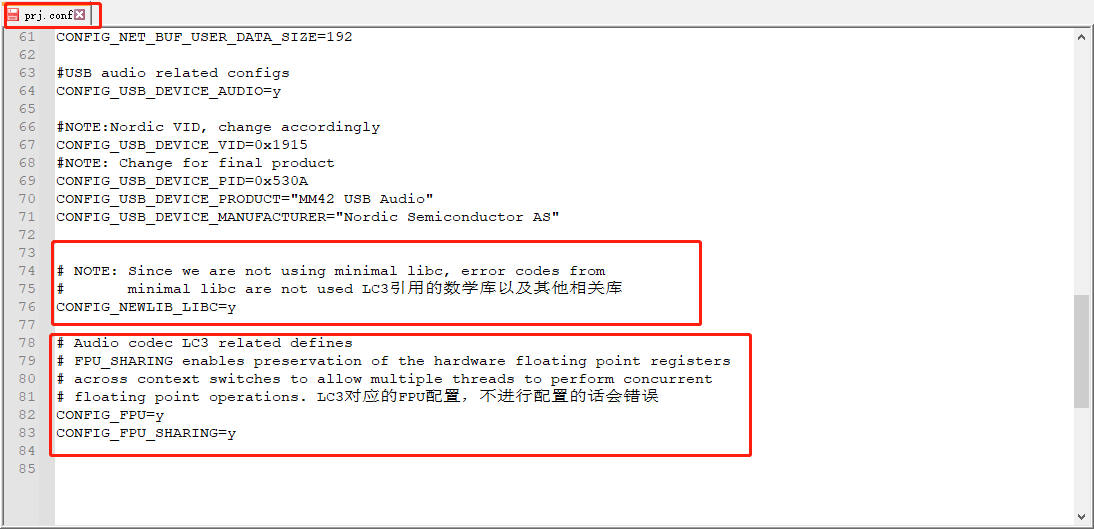 prj.conf
61 CONFIG_NET_BUF_USER_DATA_SIZE=192
62
63 #USB audio related configs
64 CONFIG_USB_DEVICE_AUDIO=y
65
66 #NOTE:Nordic VID, change accordingly
67 CONFIG_USB_DEVICE_VID=0x1915
68 #NOTE: Change for final product
69 CONFIG_USB_DEVICE_PID=0x530A
70 CONFIG_USB_DEVICE_PRODUCT="MM42 USB Audio"
71 CONFIG_USB_DEVICE_MANUFACTURER="Nordic Semiconductor AS"
72
73
74 # NOTE: Since we are not using minimal libc, error codes from
75 #       minimal libc are not used LC3引用的数学库以及其他相关库
76 CONFIG_NEWLIB_LIBC=y
77
78 # Audio codec LC3 related defines
79 # FPU_SHARING enables preservation of the hardware floating point registers
80 # across context switches to allow multiple threads to perform concurrent
81 # floating point operations. LC3对应的FPU配置，不进行配置的话会错误
82 CONFIG_FPU=y
83 CONFIG_FPU_SHARING=y
84
85